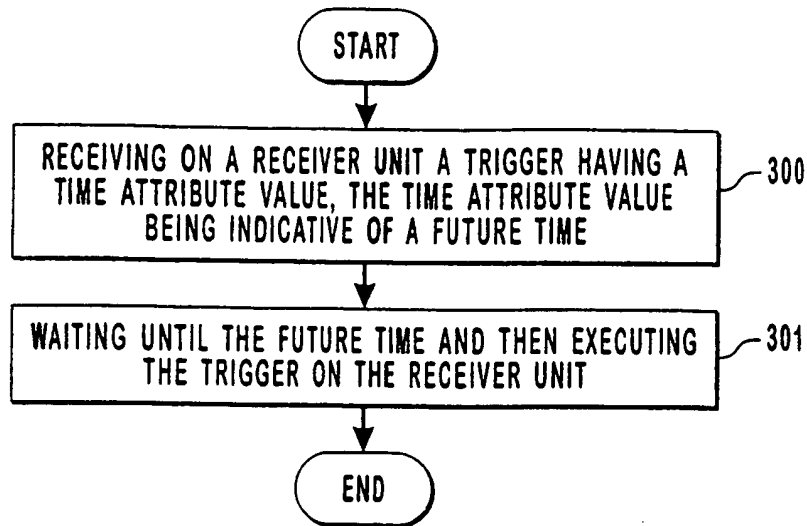 START
RECEIVING ON A RECEIVER UNIT A TRIGGER HAVING A
TIME ATTRIBUTE VALUE, THE TIME ATTRIBUTE VALUE
BEING INDICATIVE OF A FUTURE TIME
300
WAITING UNTIL THE FUTURE TIME AND THEN EXECUTING
THE TRIGGER ON THE RECEIVER UNIT
301
END